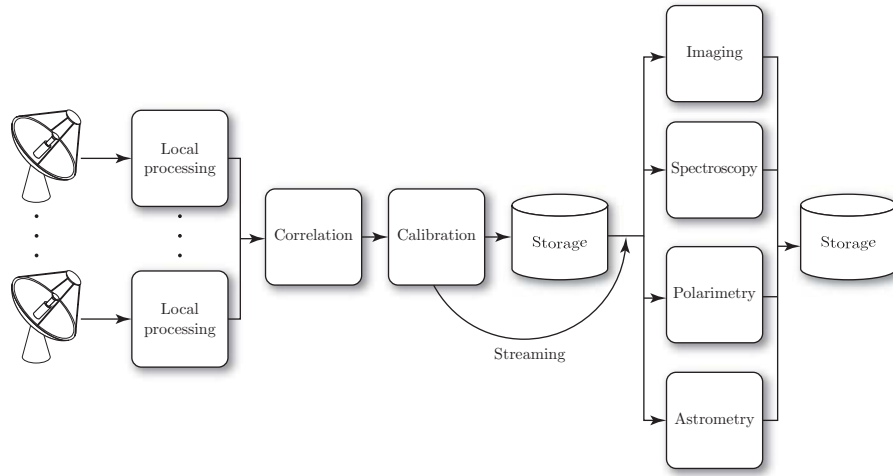 Local
processing
Local
processing
Correlation
Calibration
Storage
Streaming
Imaging
Spectroscopy
Polarimetry
Astrometry
Storage